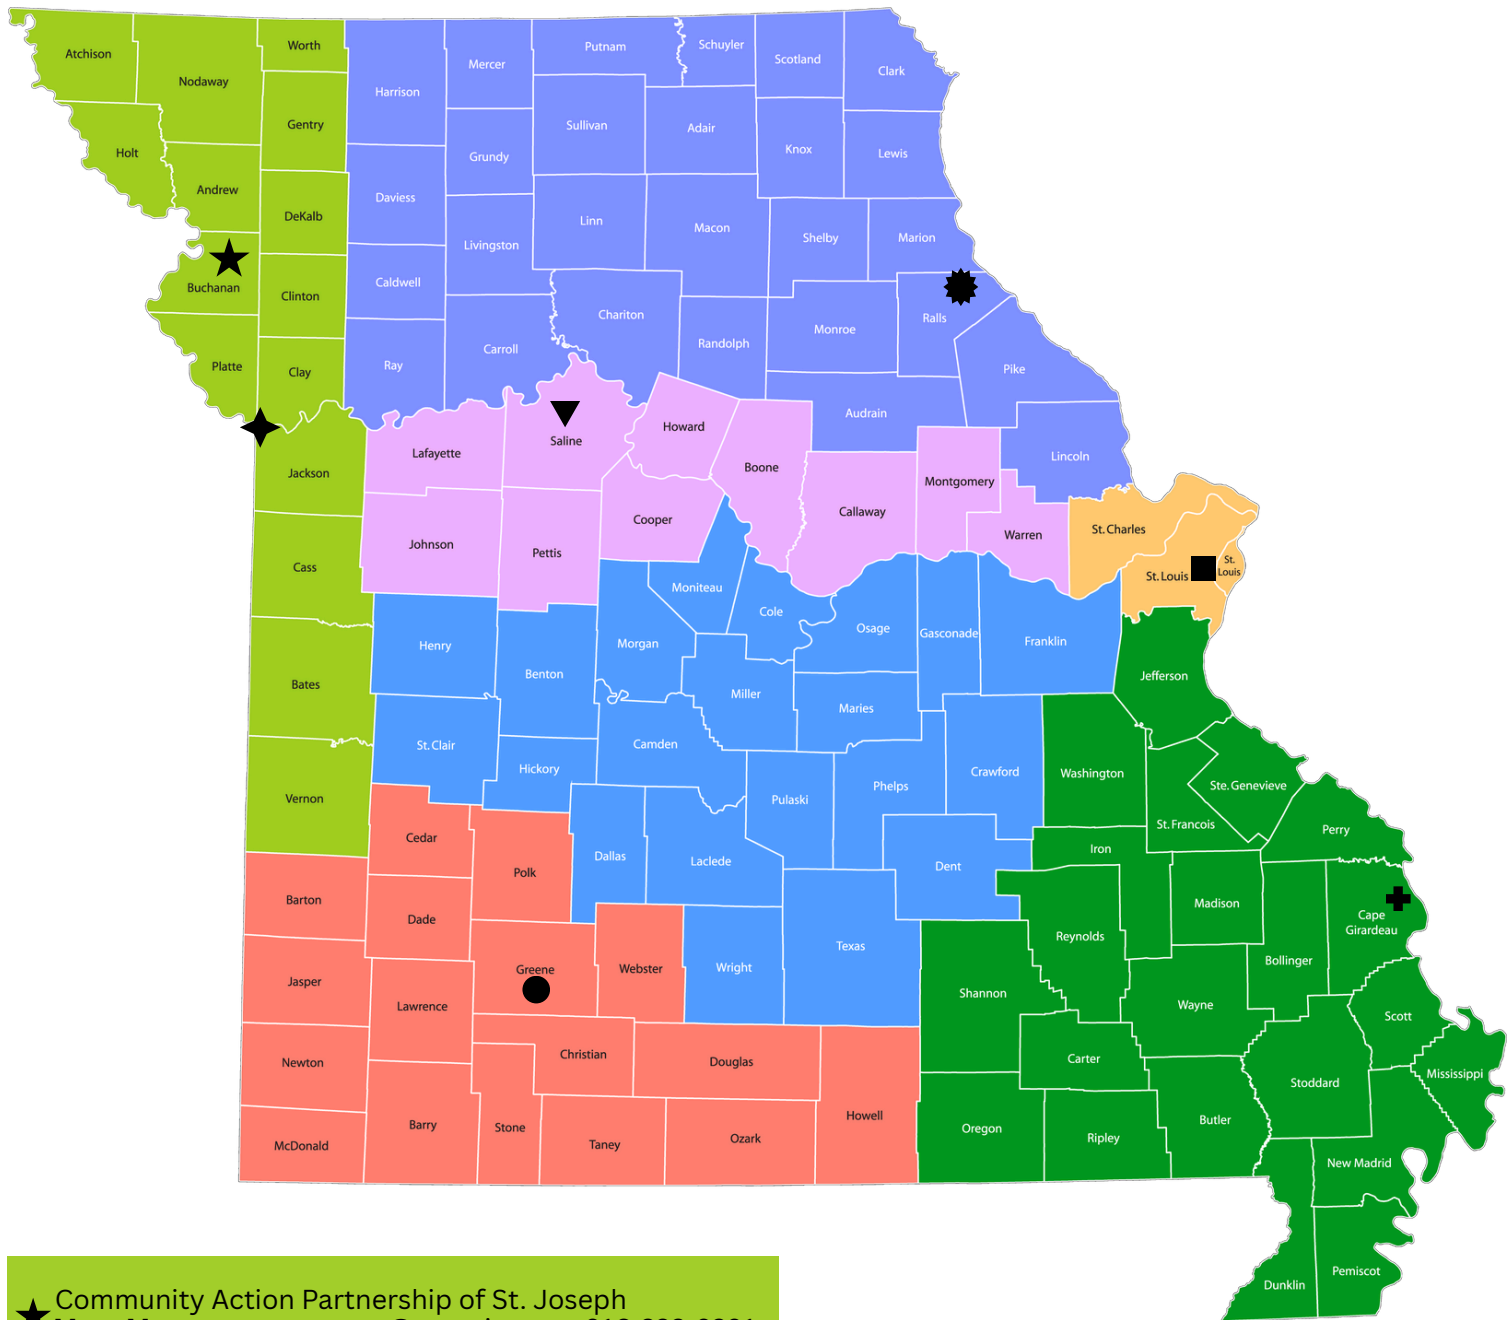 Atchison
Nodaway
Worth
Harrison
Mercer
Putnam
Schuyler
Scotland
Clark
Gentry
Sullivan
Adair
Knox
Lewis
Holt
Andrew
DeKalb
Daviess
Grundy
Livingston
Linn
Macon
Shelby
Marion
Buchanan
Clinton
Caldwell
Chariton
Randolph
Monroe
Ralls
Pike
Platte
Clay
Ray
Carroll
Audrain
Lincoln
Jackson
Lafayette
Saline
Howard
Boone
Callaway
Montgomery
Warren
St. Charles
St. Louis
St.
Louis
Cass
Johnson
Pettis
Cooper
Moniteau
Cole
Osage
Gasconade
Franklin
Jefferson
Bates
Henry
Benton
Morgan
Miller
Maries
Vernon
St. Clair
Hickory
Camden
Pulaski
Phelps
Crawford
Washington
Ste. Genevieve
St. Francois
Perry
Cedar
Polk
Dallas
Laclede
Dent
Iron
Madison
Cape
Girardeau
Barton
Dade
Greene
Webster
Wright
Texas
Shannon
Reynolds
Bollinger
Wayne
Scott
Mississippi
Jasper
Lawrence
Christian
Douglas
Howell
Carter
Stoddard
Newton
McDonald
Barry
Stone
Taney
Ozark
Oregon
Ripley
Butler
New Madrid
Dunklin
Pemiscot
Community Action Partnership of St. Joseph